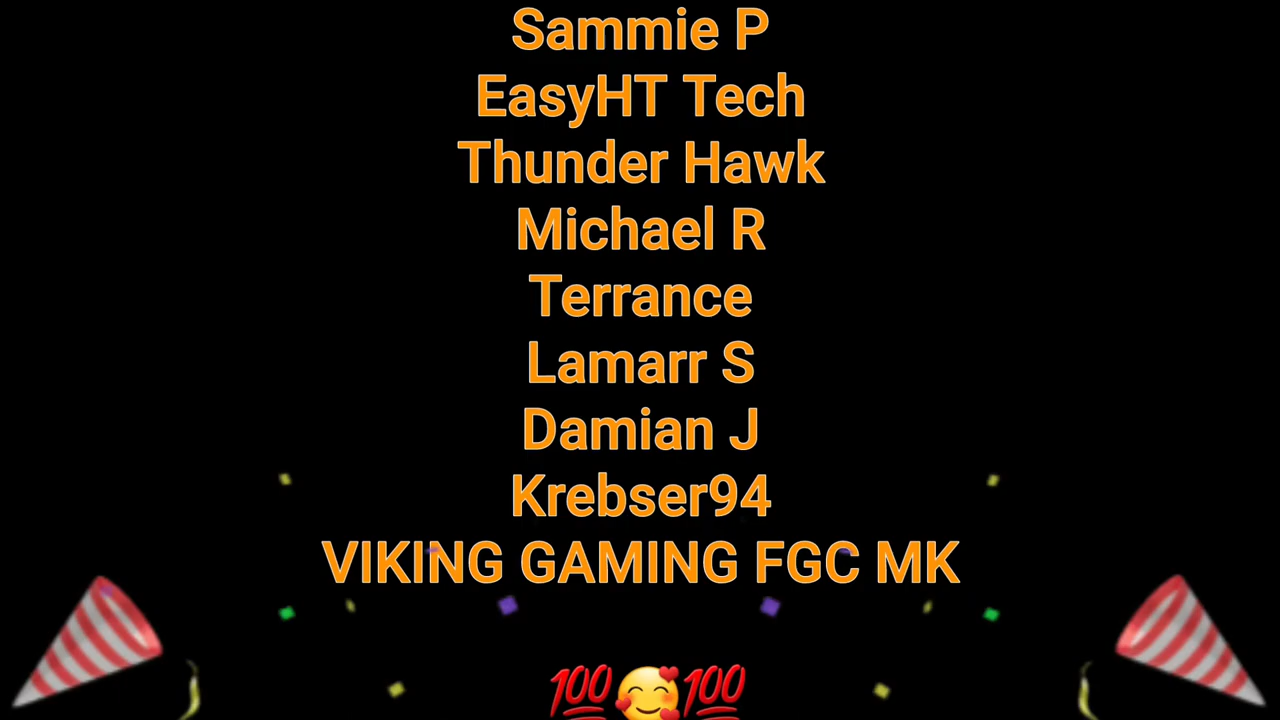 Sammie P
EasyHT Tech
Thunder Hawk
Michael R
Terrance
Lamarr S
Damian J
Krebser94
VIKING GAMING FGC MK
💯🥰💯